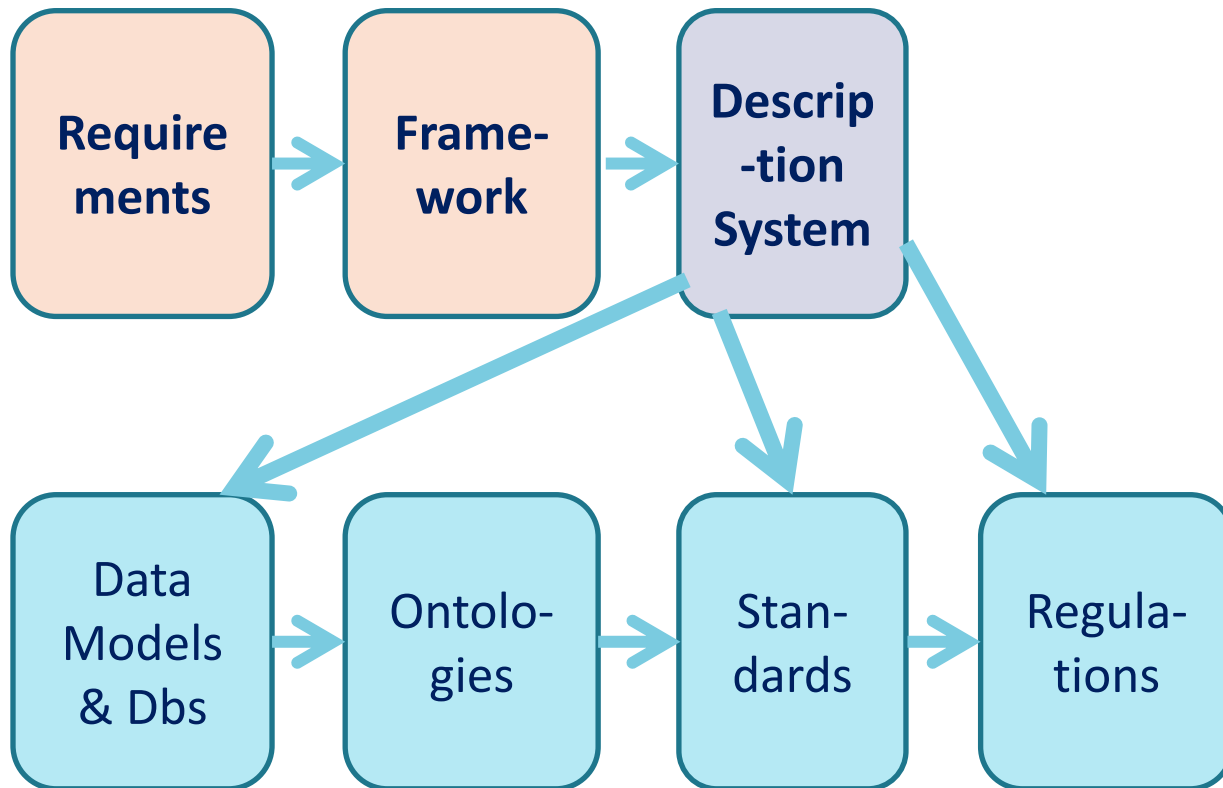 Require
ments
Frame-
work
Descrip
-tion
System
Data
Models
& Dbs
Ontolo-
gies
Stan-
dards
Regula-
tions